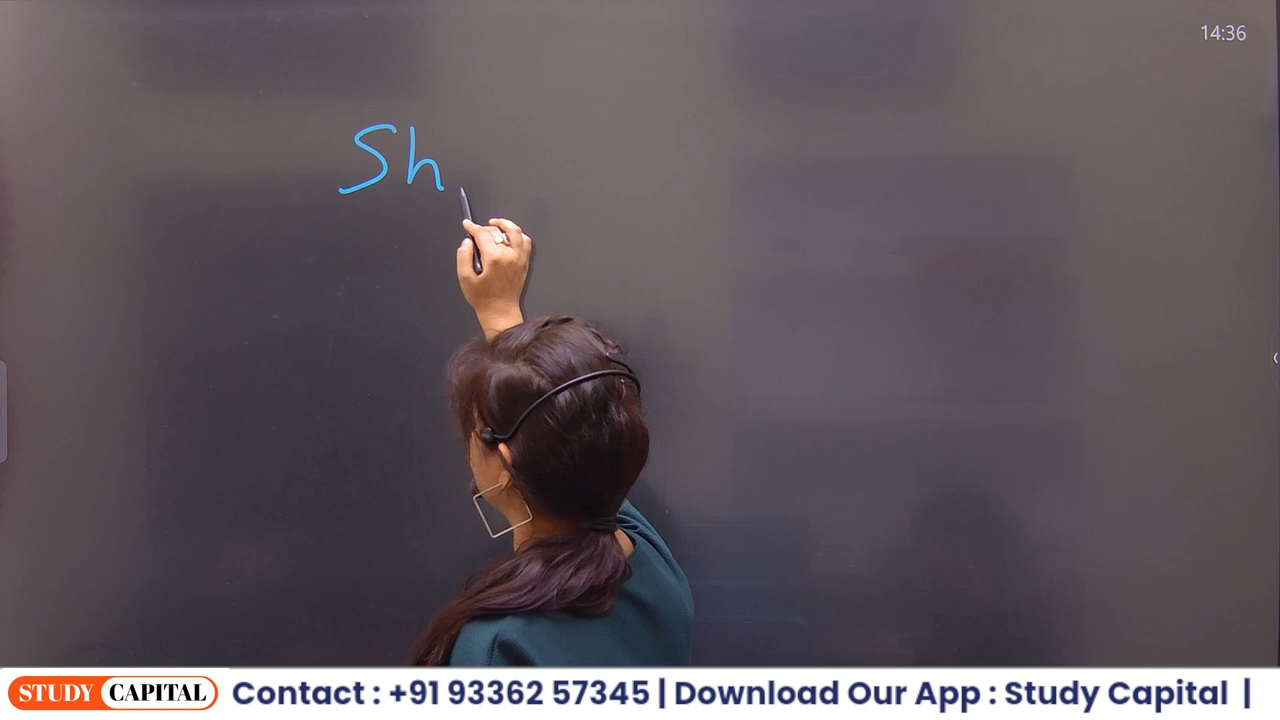 14:36
Sh
STUDY CAPITAL Contact : +91 93362 57345 | Download Our App : Study Capital |